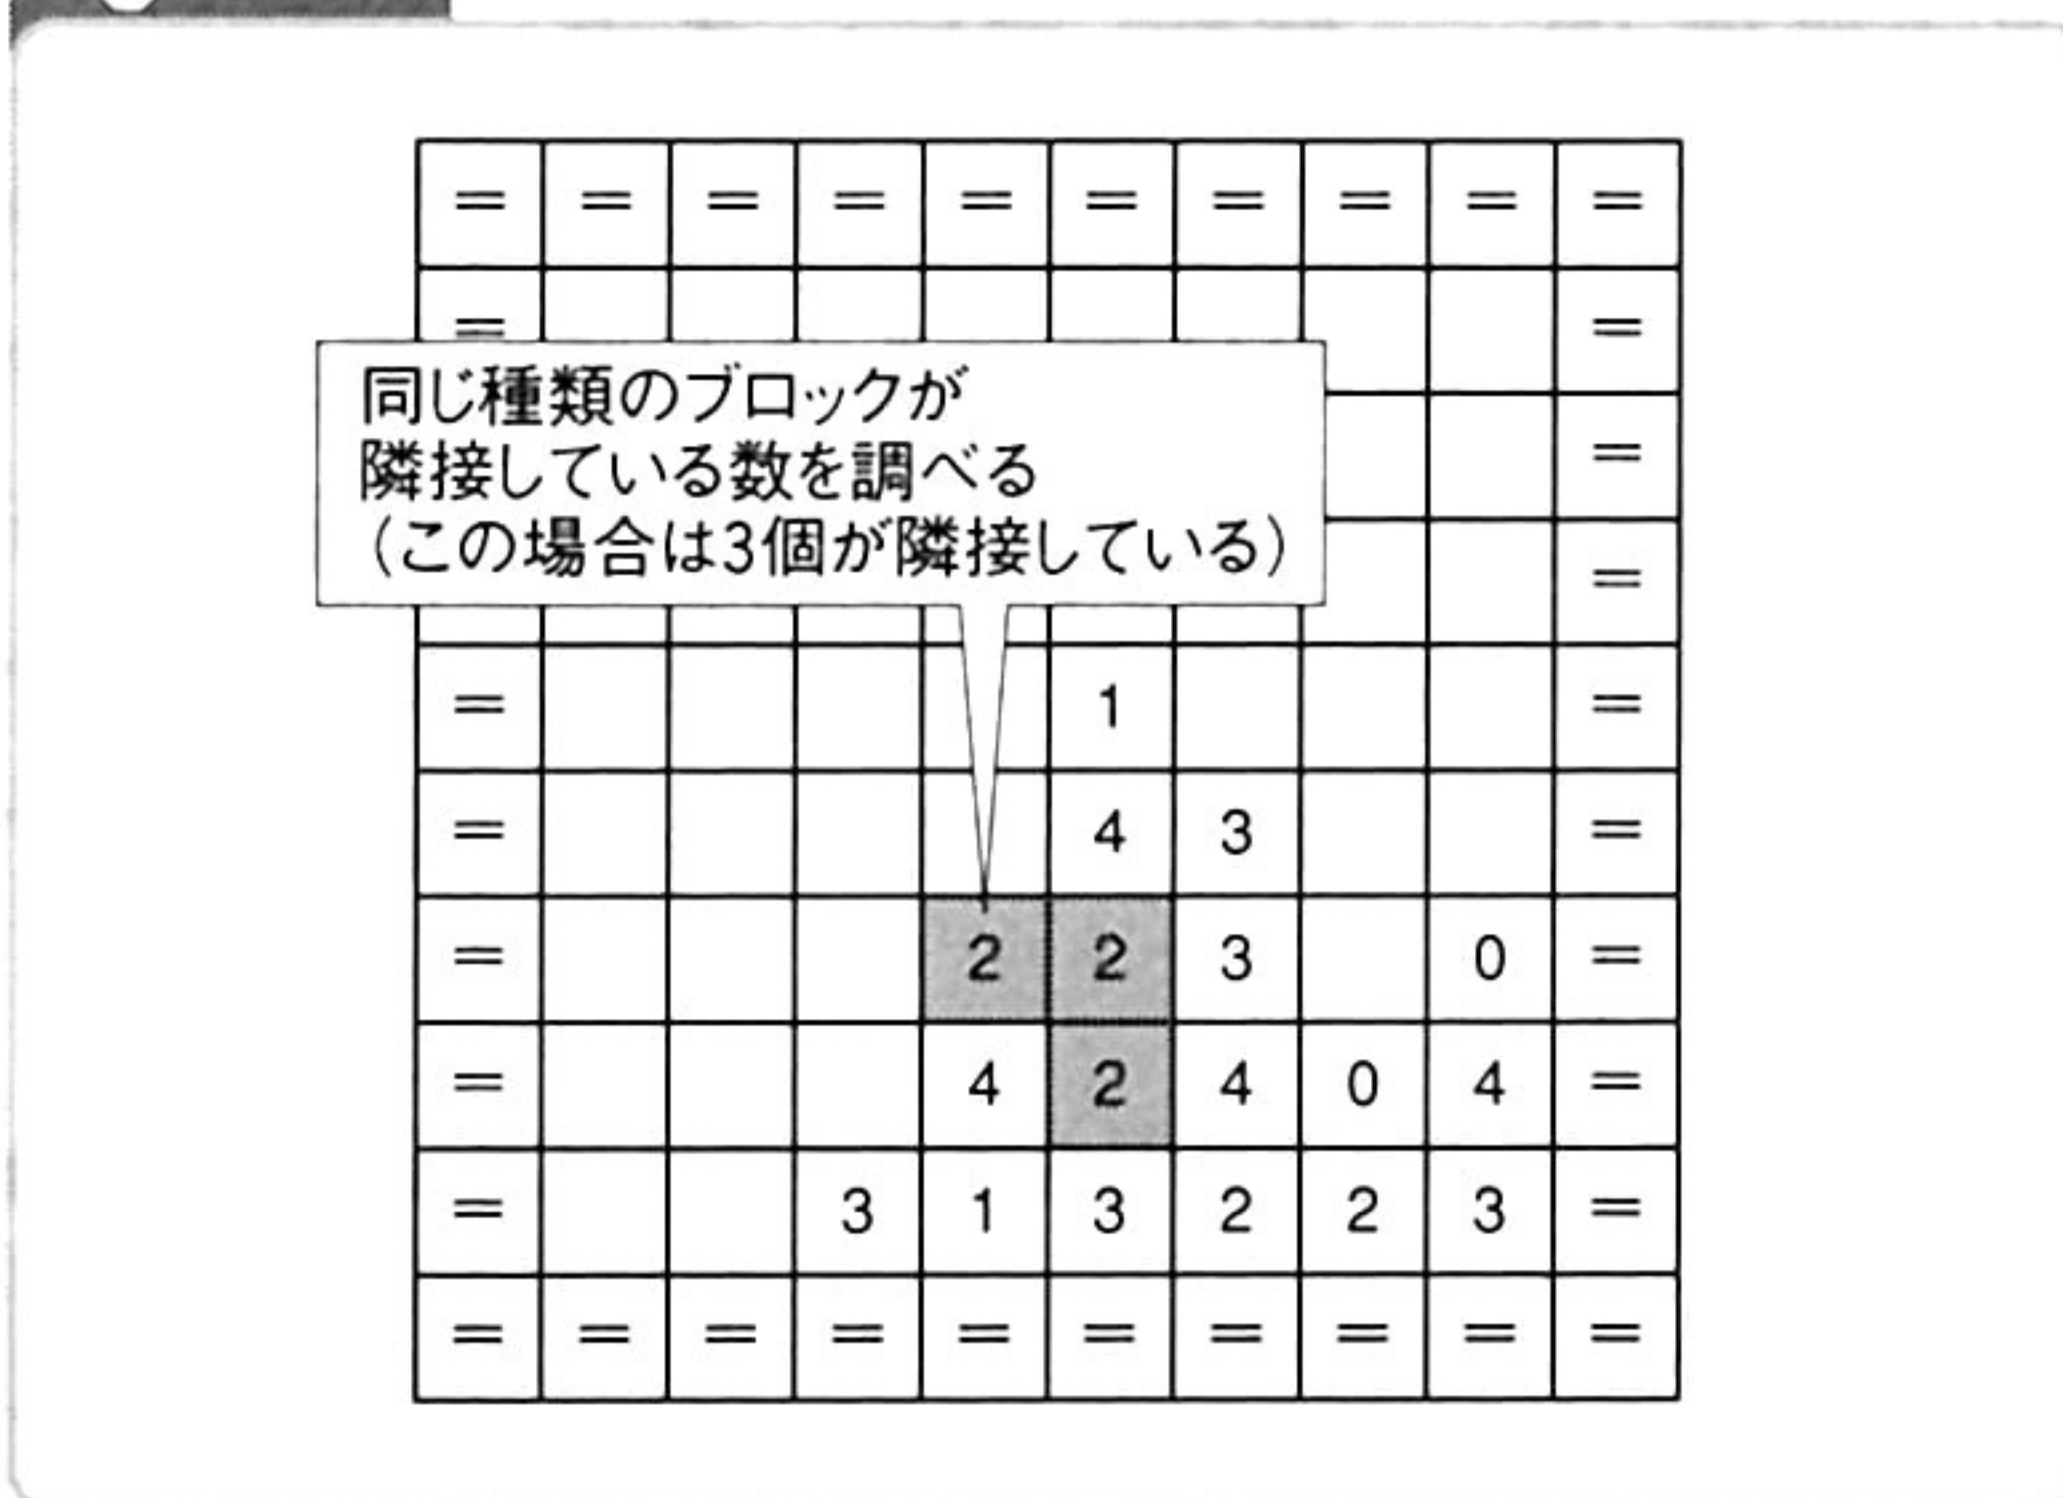 = = = = = = = = = =
= =
同じ種類のブロックが
隣接している数を調べる
（この場合は3個が隣接している）
=
=
= 1 =
= 4 3 =
= 2 2 3 0 =
= 4 2 4 0 4 =
= 3 1 3 2 2 3 =
= = = = = = = = = =